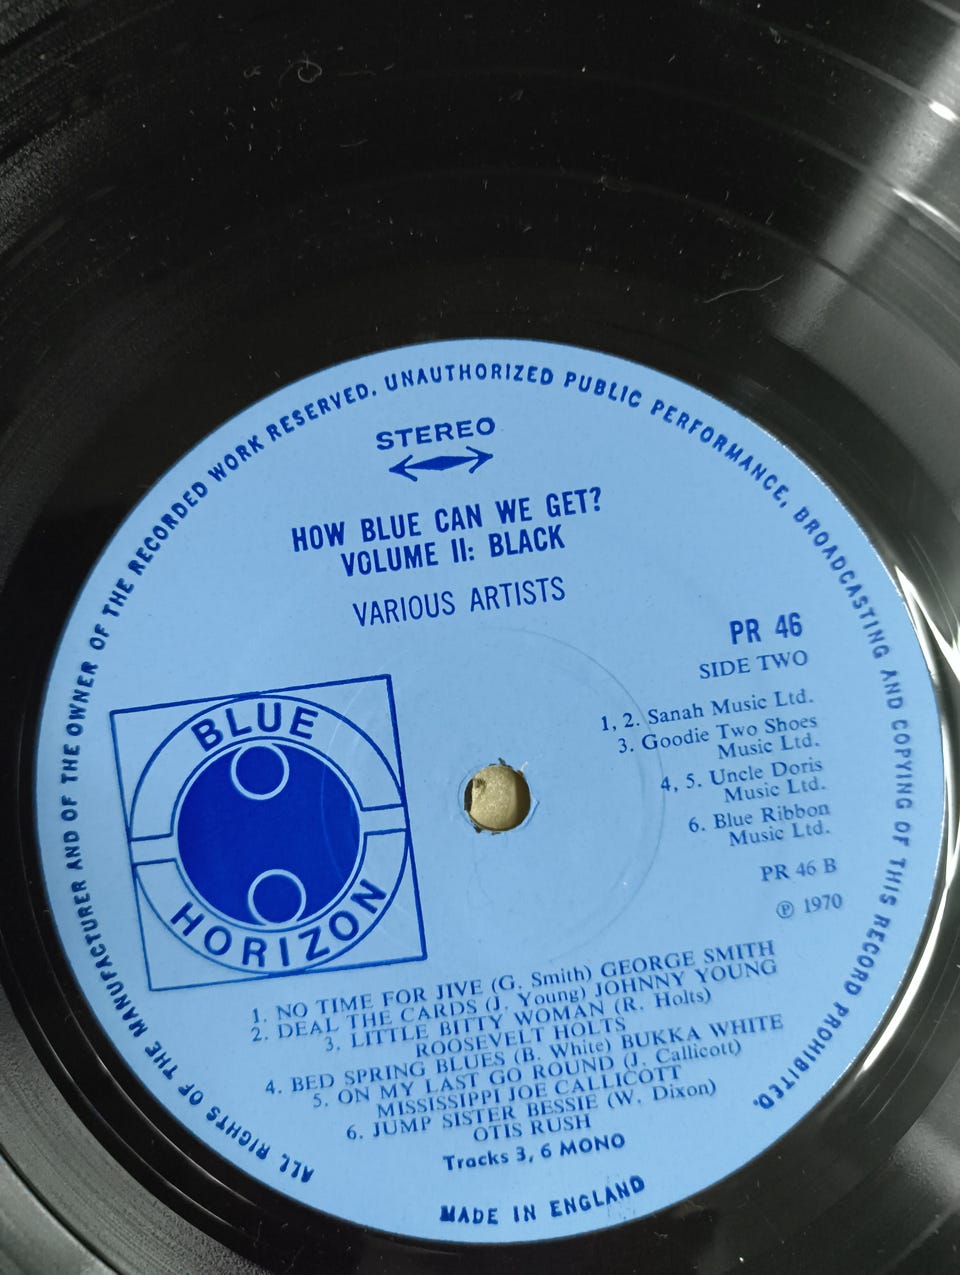 ALL RIGHTS OF THE MANUFACTURER AND OF THE OWNER OF THE RECORDED WORK RESERVED. UNAUTHORIZED PUBLIC PERFORMANCE, BROADCASTING AND COPYING OF THIS RECORD PROHIBITED.
STEREO
HOW BLUE CAN WE GET?
VOLUME II: BLACK
VARIOUS ARTISTS
PR 46
SIDE TWO
1, 2. Sanah Music Ltd.
3. Goodie Two Shoes
Music Ltd.
4, 5. Uncle Doris
Music Ltd.
6. Blue Ribbon
Music Ltd.
PR 46 B
℗ 1970
BLUE
HORIZON
1. NO TIME FOR JIVE (G. Smith) GEORGE SMITH
2. DEAL THE CARDS (J. Young) JOHNNY YOUNG
3. LITTLE BITTY WOMAN (R. Holts)
ROOSEVELT HOLTS
4. BED SPRING BLUES (B. White) BUKKA WHITE
5. ON MY LAST GO ROUND (J. Callicott)
MISSISSIPPI JOE CALLICOTT
6. JUMP SISTER BESSIE (W. Dixon)
OTIS RUSH
Tracks 3, 6 MONO
MADE IN ENGLAND